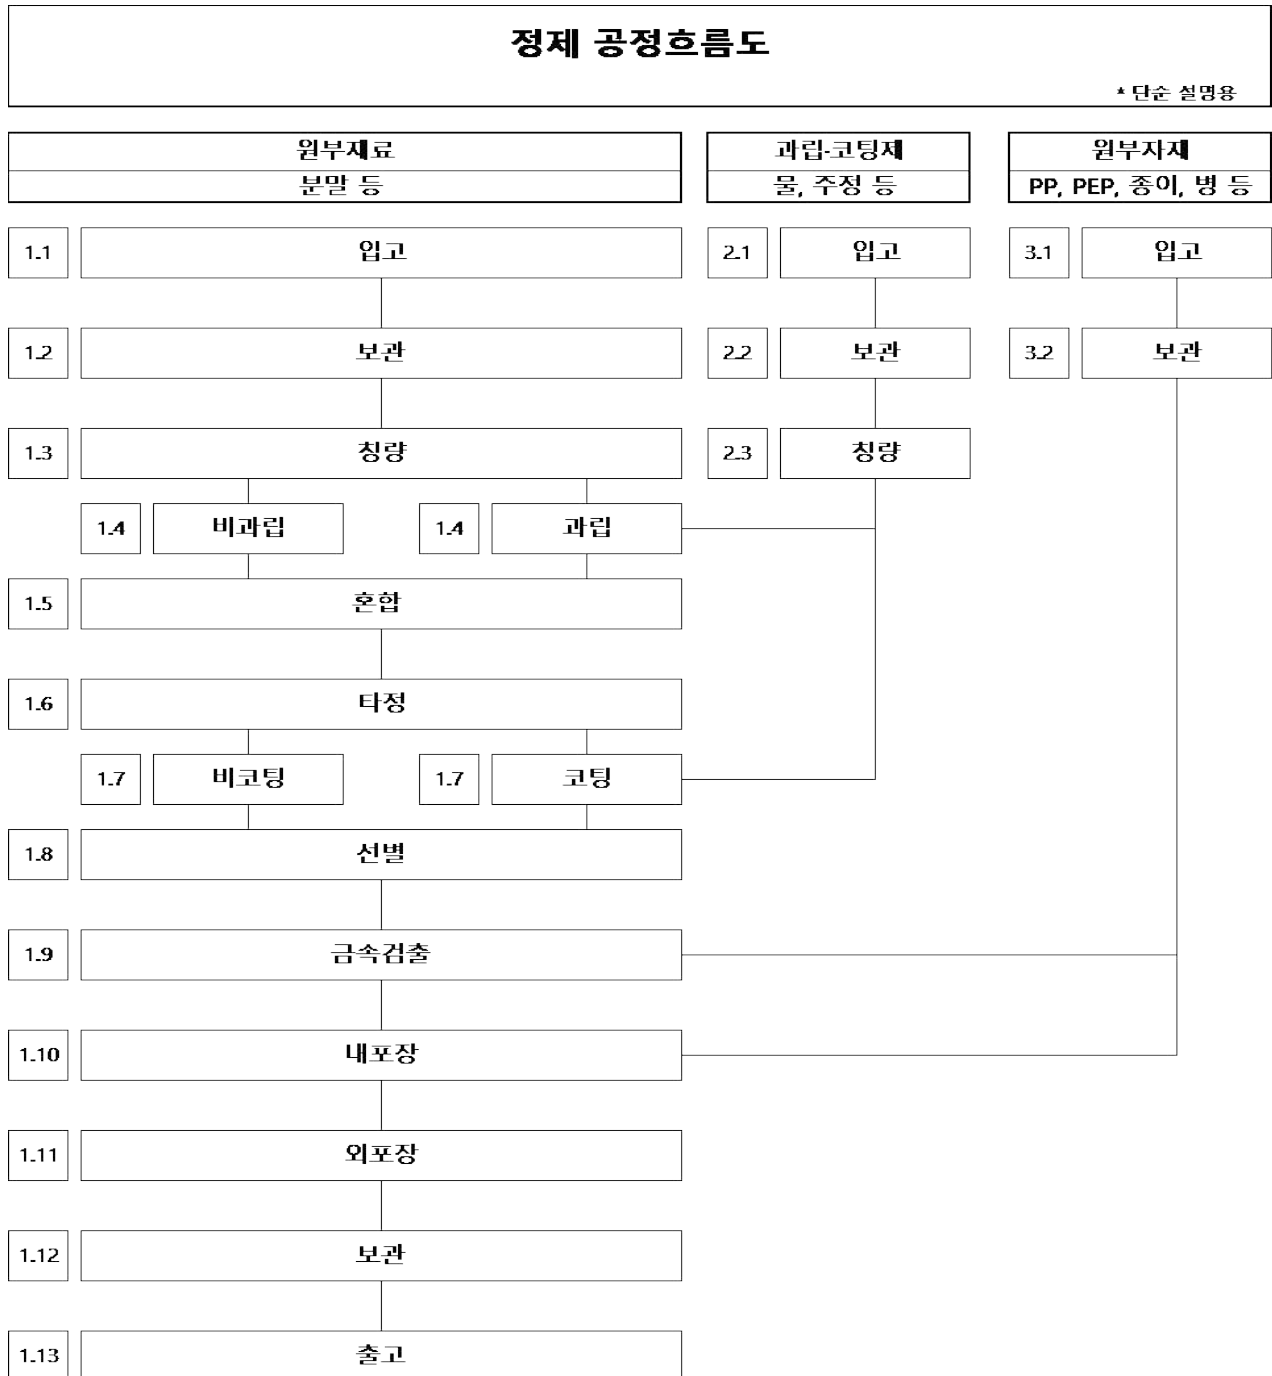 정제 공정흐름도
* 단순 설명용
원부재료
분말 등
과립-코팅제
물, 주정 등
원부자재
PP, PEP, 종이, 병 등
1.1 입고 2.1 입고 3.1 입고
1.2 보관 2.2 보관 3.2 보관
1.3 칭량 2.3 칭량
1.4 비과립 1.4 과립
1.5 혼합
1.6 타정
1.7 비코팅 1.7 코팅
1.8 선별
1.9 금속검출
1.10 내포장
1.11 외포장
1.12 보관
1.13 출고